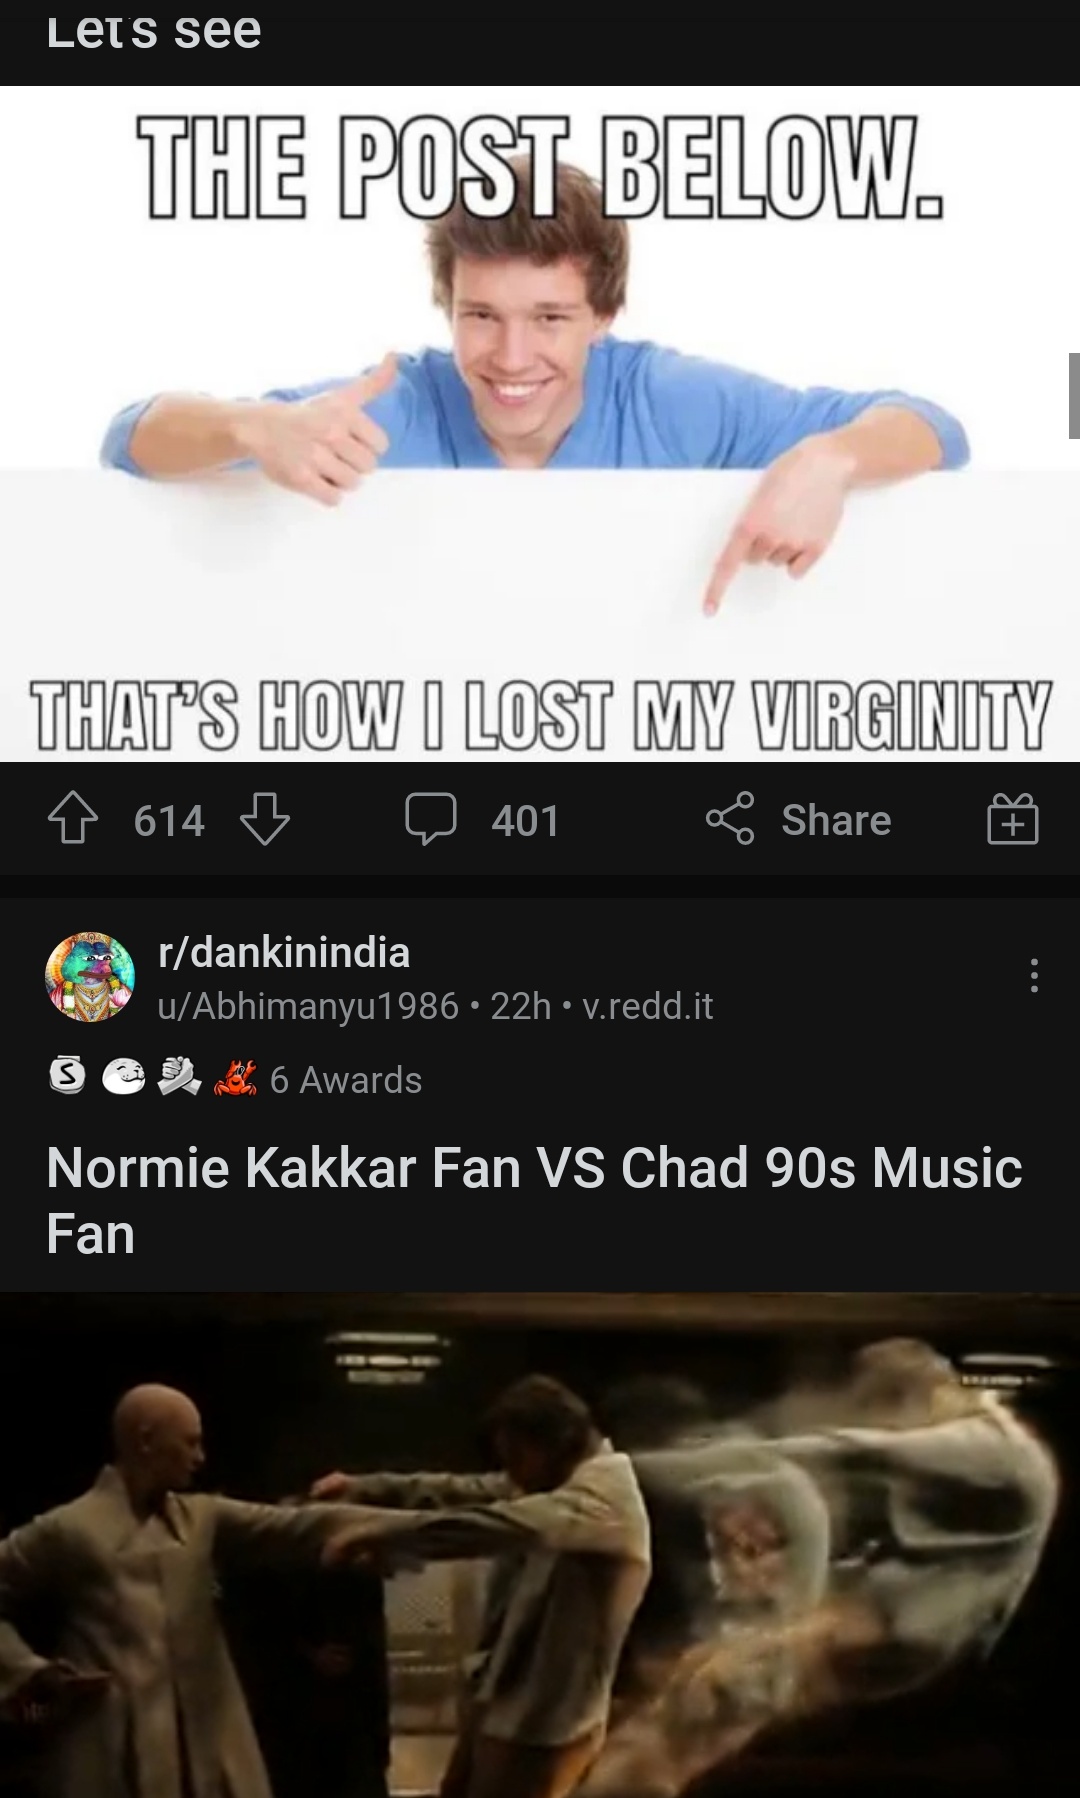 Let's see
THE POST BELOW.
THAT'S HOW I LOST MY VIRGINITY
614
401
Share
r/dankinindia
u/Abhimanyu1986 • 22h • v.redd.it
6 Awards
Normie Kakkar Fan VS Chad 90s Music
Fan